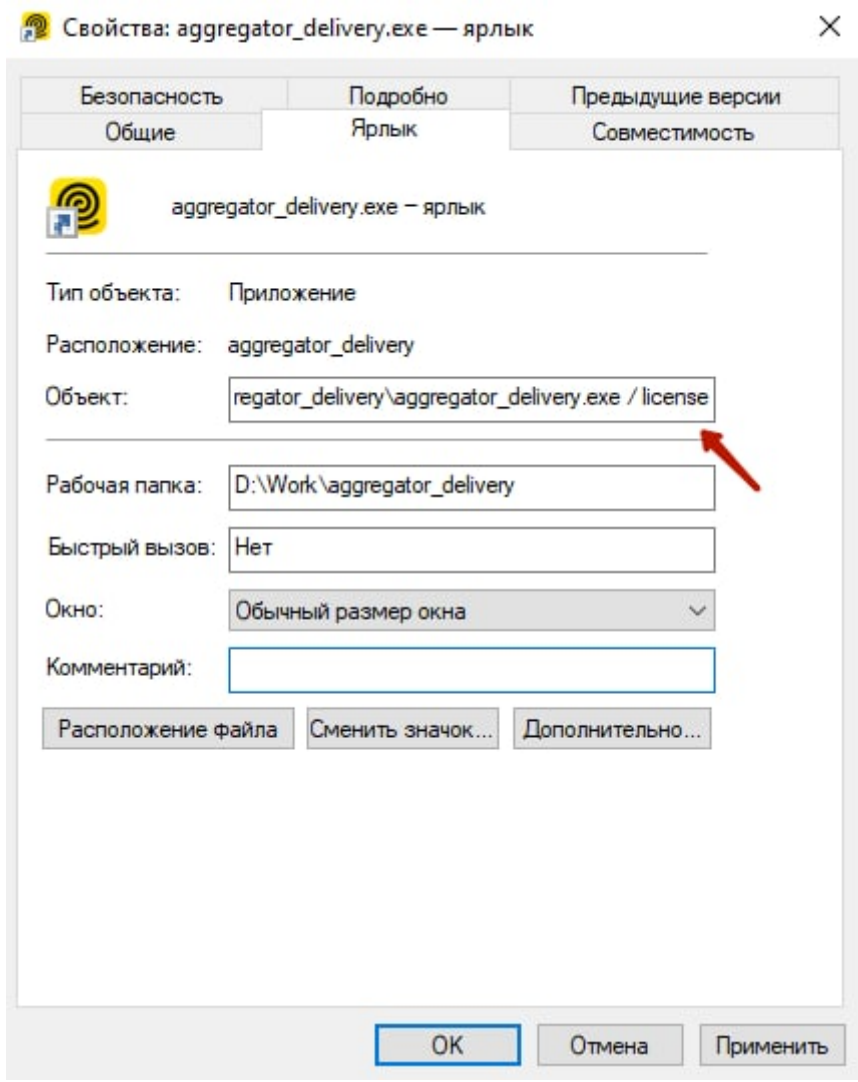 Свойства: aggregator_delivery.exe — ярлык
Безопасность Подробно Предыдущие версии
Общие Ярлык Совместимость
aggregator_delivery.exe – ярлык
Тип объекта: Приложение
Расположение: aggregator_delivery
Объект: regator_delivery\aggregator_delivery.exe / license
Рабочая папка: D:\Work\aggregator_delivery
Быстрый вызов: Нет
Окно: Обычный размер окна
Комментарий:
Расположение файла Сменить значок... Дополнительно...
ОК Отмена Применить